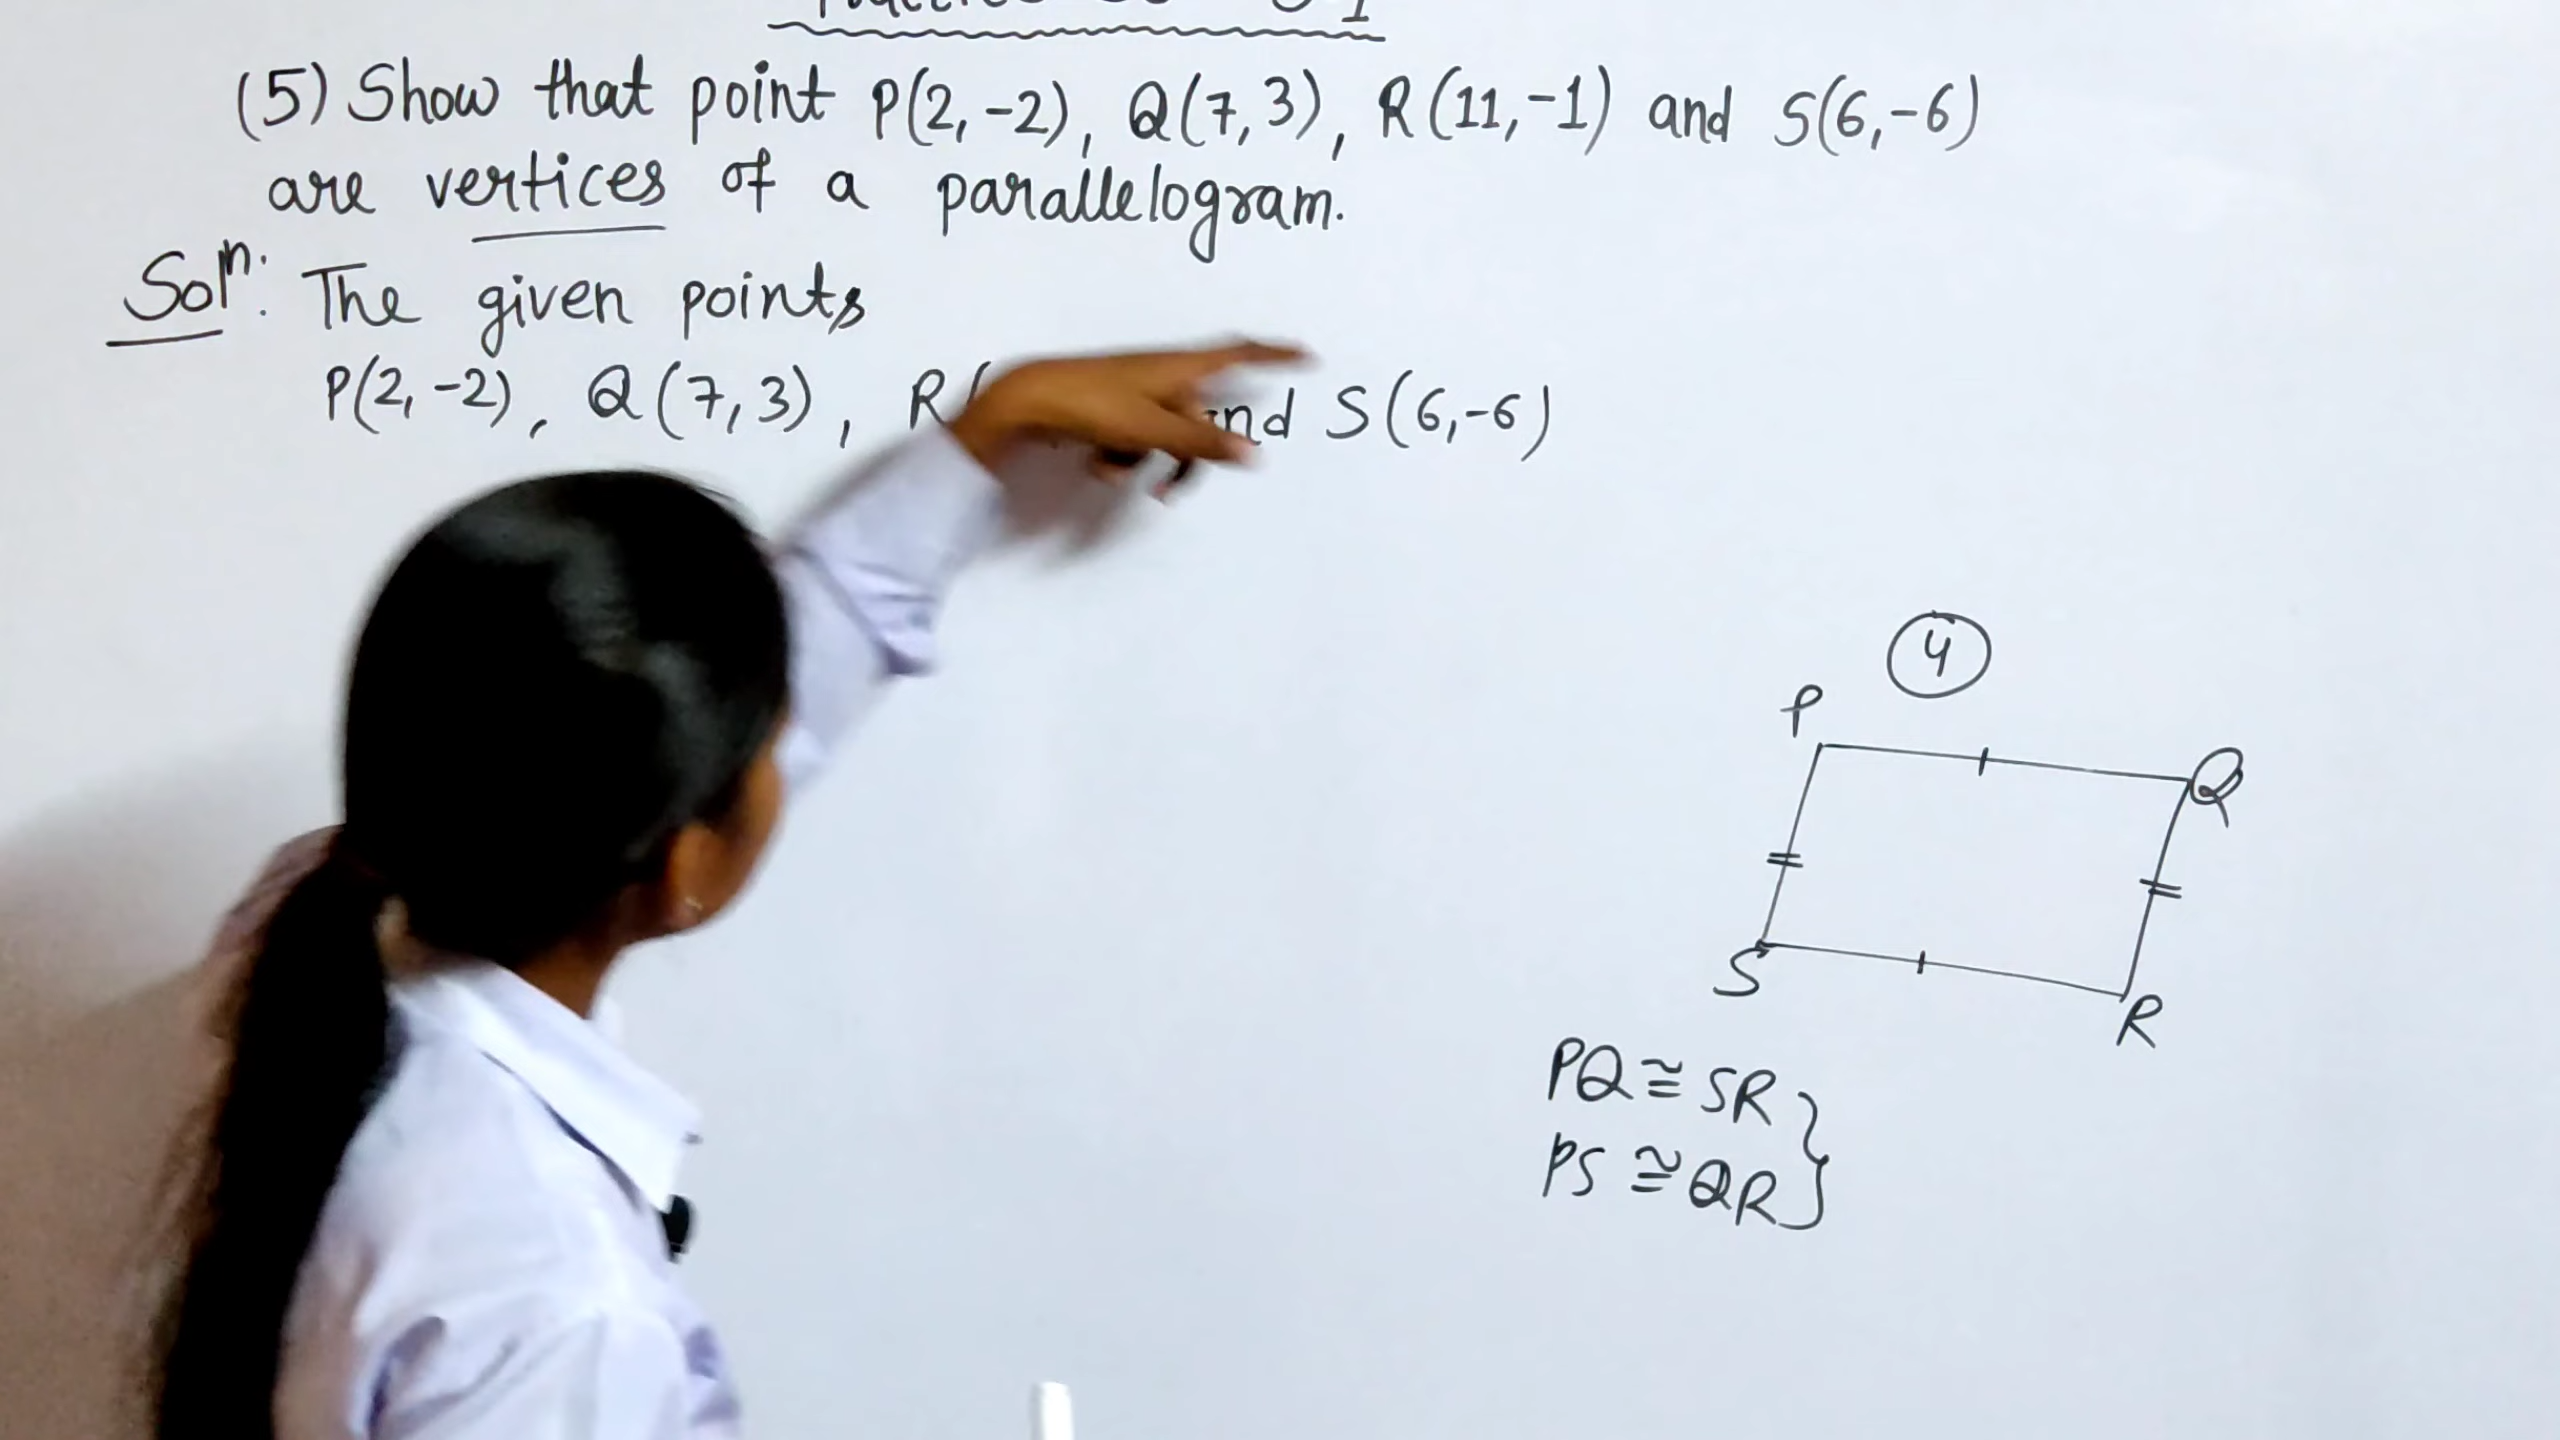 (5) Show that point P(2,-2), Q(7,3), R(11,-1) and S(6,-6)
are vertices of a parallelogram.
Solⁿ: The given points
P(2,-2), Q(7,3), R( and S(6,-6)
4
P
Q
S
R
PQ ≅ SR }
PS ≅ QR